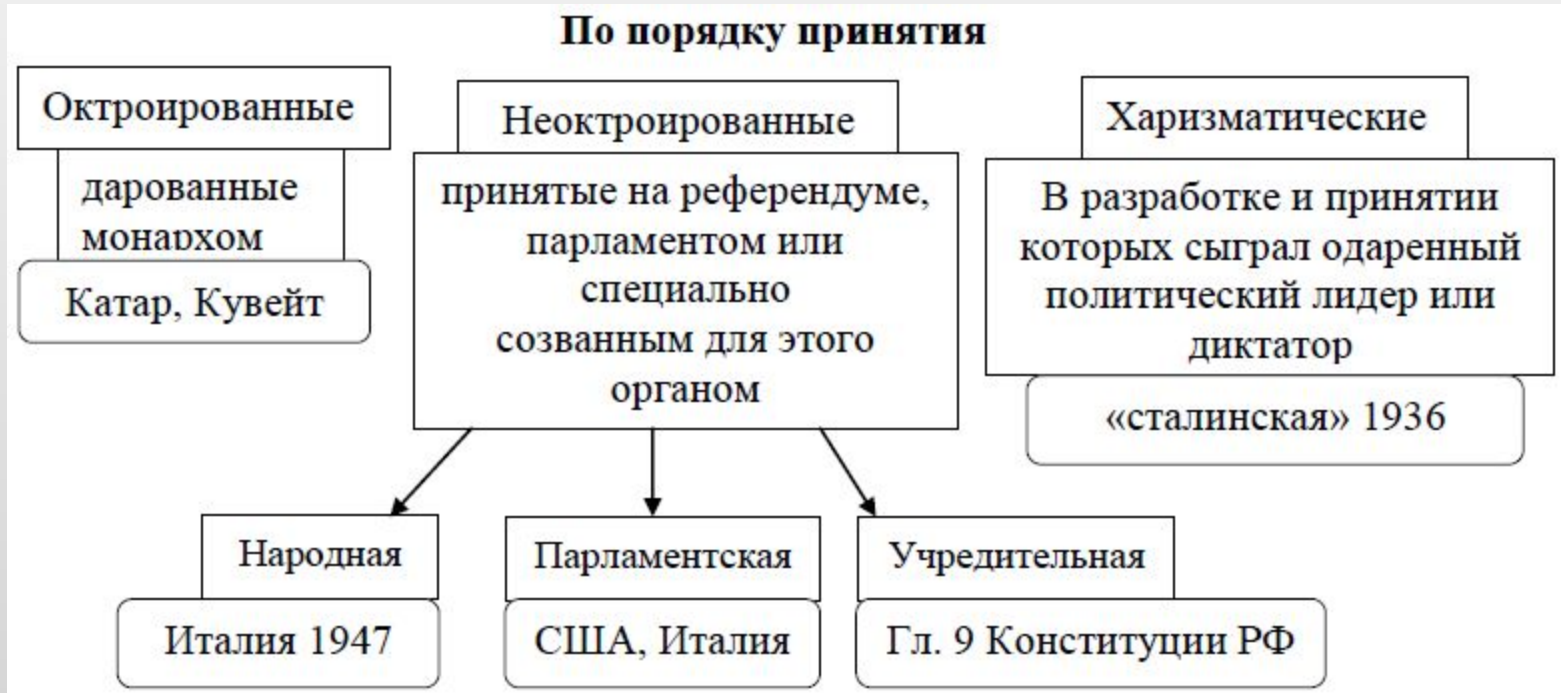 По порядку принятия
Октроированные
дарованные
монархом
Катар, Кувейт
Неоктроированные
принятые на референдуме,
парламентом или
специально
созванным для этого
органом
Харизматические
В разработке и принятии
которых сыграл одаренный
политический лидер или
диктатор
«сталинская» 1936
Народная
Италия 1947
Парламентская
США, Италия
Учредительная
Гл. 9 Конституции РФ